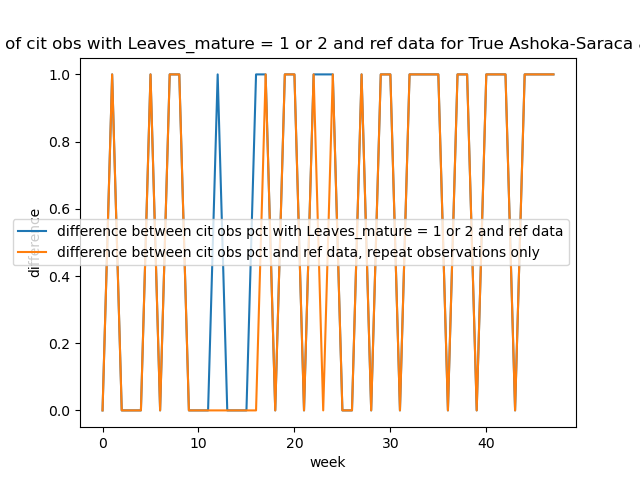 of cit obs with Leaves_mature = 1 or 2 and ref data for True Ashoka-Saraca
1.0
0.8
0.6
0.4
0.2
0.0
difference
difference between cit obs pct with Leaves_mature = 1 or 2 and ref data
difference between cit obs pct and ref data, repeat observations only
0
10
20
30
40
week